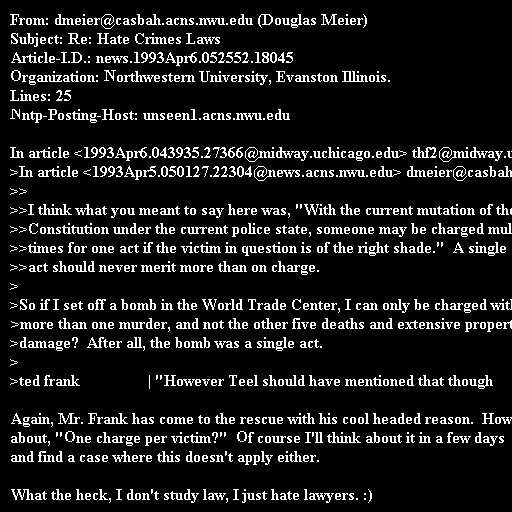 From: dmeier@casbah.acns.nwu.edu (Douglas Meier)
Subject: Re: Hate Crimes Laws
Article-I.D.: news.1993Apr6.052552.18045
Organization: Northwestern University, Evanston Illinois.
Lines: 25
Nntp-Posting-Host: unseen1.acns.nwu.edu

In article <1993Apr6.043935.27366@midway.uchicago.edu> thf2@midway.u
>In article <1993Apr5.050127.22304@news.acns.nwu.edu> dmeier@casbah
>>
>>I think what you meant to say here was, "With the current mutation of the
>>Constitution under the current police state, someone may be charged mul
>>times for one act if the victim in question is of the right shade."  A single
>>act should never merit more than on charge.
>
>So if I set off a bomb in the World Trade Center, I can only be charged with
>more than one murder, and not the other five deaths and extensive propert
>damage?  After all, the bomb was a single act.
>
>ted frank                 | "However Teel should have mentioned that though

Again, Mr. Frank has come to the rescue with his cool headed reason.  How
about, "One charge per victim?"  Of course I'll think about it in a few days
and find a case where this doesn't apply either.

What the heck, I don't study law, I just hate lawyers. :)